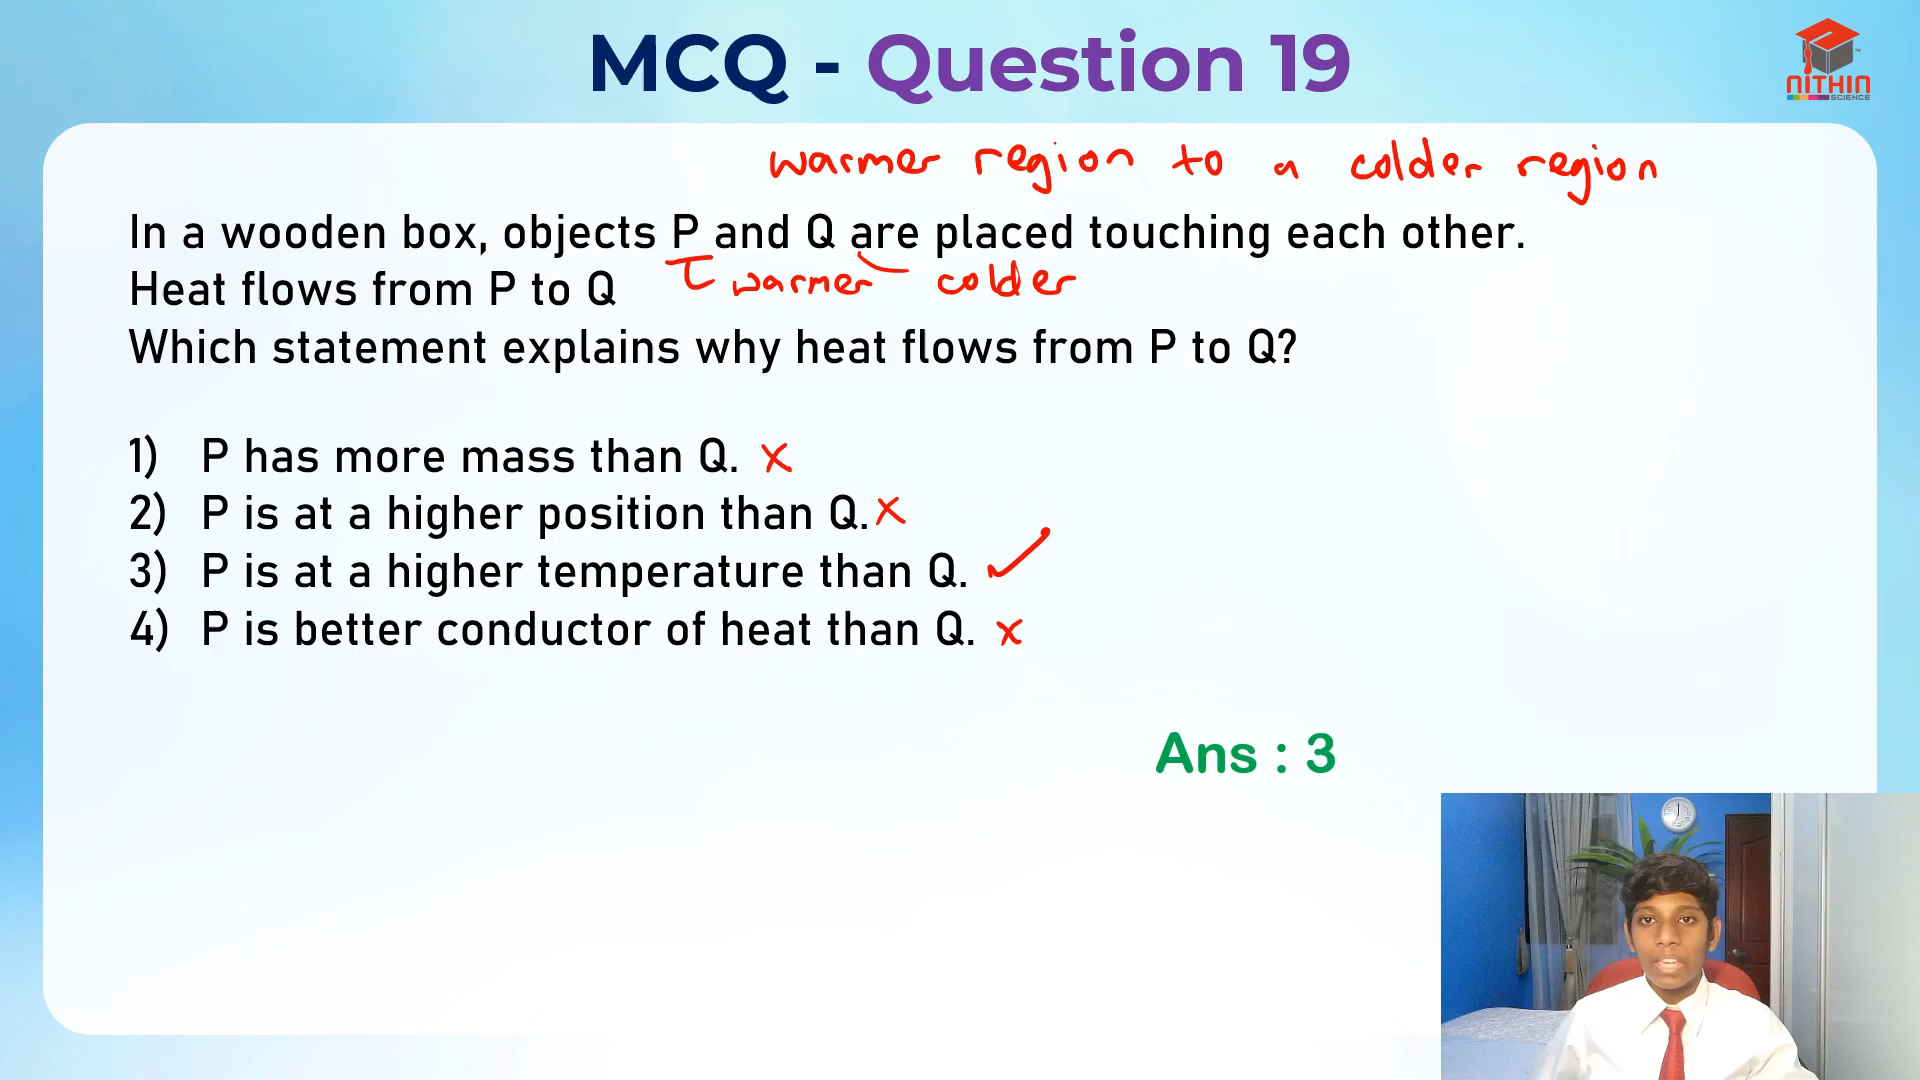 MCQ - Question 19
NITHIN
SCIENCE
warmer region to a colder region
In a wooden box, objects P and Q are placed touching each other.
Heat flows from P to Q
warmer colder
Which statement explains why heat flows from P to Q?
1) P has more mass than Q. x
2) P is at a higher position than Q. x
3) P is at a higher temperature than Q. ✓
4) P is better conductor of heat than Q. x
Ans : 3